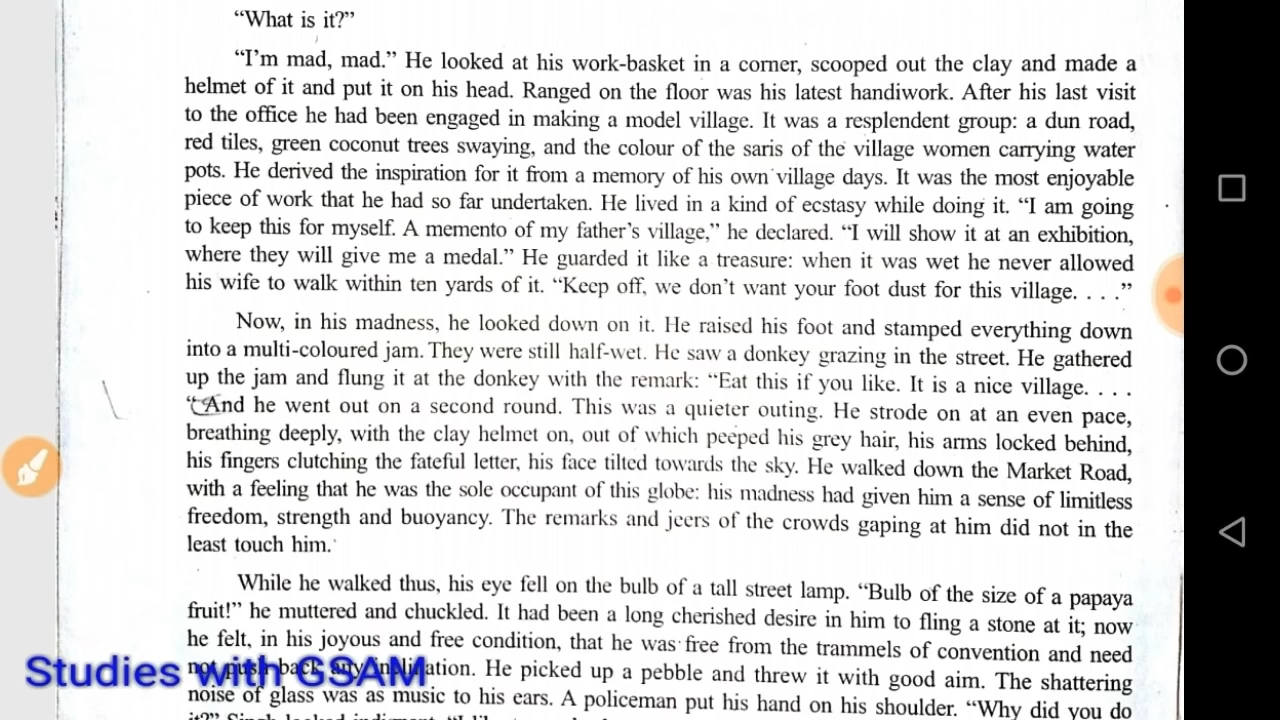 “What is it?”
“I’m mad, mad.” He looked at his work-basket in a corner, scooped out the clay and made a
helmet of it and put it on his head. Ranged on the floor was his latest handiwork. After his last visit
to the office he had been engaged in making a model village. It was a resplendent group: a dun road,
red tiles, green coconut trees swaying, and the colour of the saris of the village women carrying water
pots. He derived the inspiration for it from a memory of his own village days. It was the most enjoyable
piece of work that he had so far undertaken. He lived in a kind of ecstasy while doing it. “I am going
to keep this for myself. A memento of my father’s village,” he declared. “I will show it at an exhibition,
where they will give me a medal.” He guarded it like a treasure: when it was wet he never allowed
his wife to walk within ten yards of it. “Keep off, we don’t want your foot dust for this village. . . .”
Now, in his madness, he looked down on it. He raised his foot and stamped everything down
into a multi-coloured jam. They were still half-wet. He saw a donkey grazing in the street. He gathered
up the jam and flung it at the donkey with the remark: “Eat this if you like. It is a nice village. . . .
“And he went out on a second round. This was a quieter outing. He strode on at an even pace,
breathing deeply, with the clay helmet on, out of which peeped his grey hair, his arms locked behind,
his fingers clutching the fateful letter, his face tilted towards the sky. He walked down the Market Road,
with a feeling that he was the sole occupant of this globe: his madness had given him a sense of limitless
freedom, strength and buoyancy. The remarks and jeers of the crowds gaping at him did not in the
least touch him.
While he walked thus, his eye fell on the bulb of a tall street lamp. “Bulb of the size of a papaya
fruit!” he muttered and chuckled. It had been a long cherished desire in him to fling a stone at it; now
he felt, in his joyous and free condition, that he was free from the trammels of convention and need
not push back any inclination. He picked up a pebble and threw it with good aim. The shattering
noise of glass was as music to his ears. A policeman put his hand on his shoulder. “Why did you do
Studies with GSAM